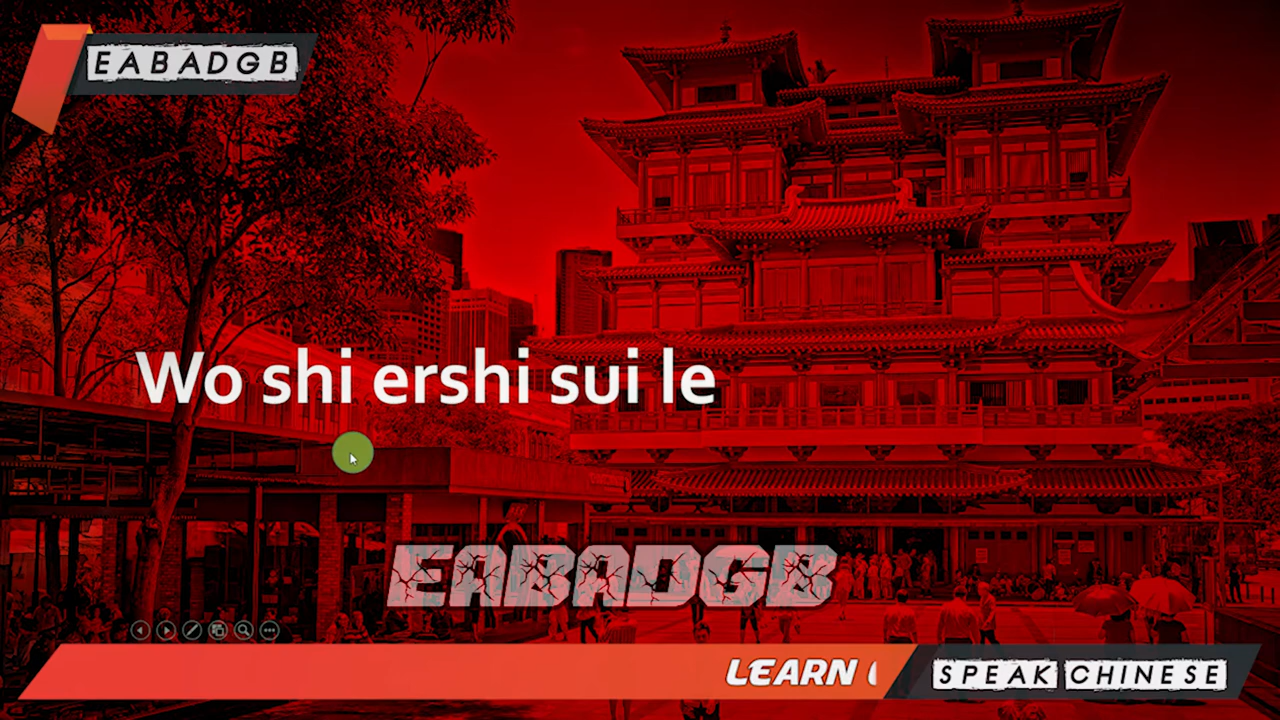 EABADGB
Wo shi ershi sui le
EABADGB
LEARN
SPEAK CHINESE